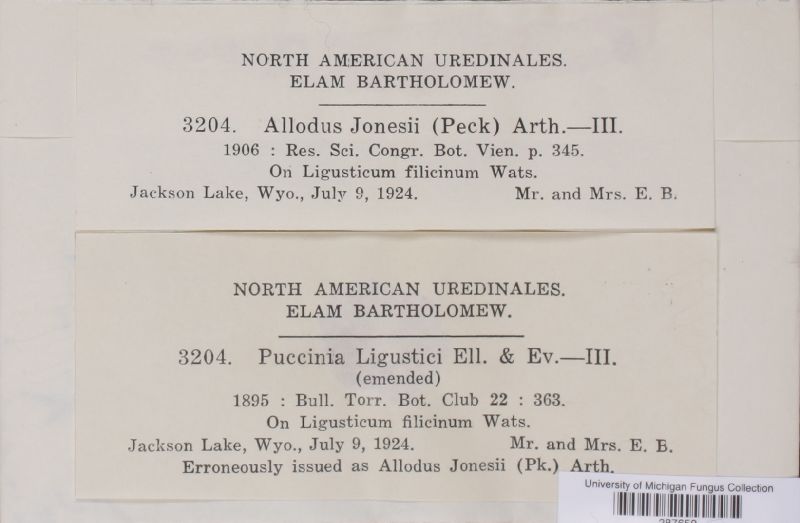 NORTH AMERICAN UREDINALES.
ELAM BARTHOLOMEW.
3204. Allodus Jonesii (Peck) Arth.—III.
1906 : Res. Sci. Congr. Bot. Vien. p. 345.
On Ligusticum filicinum Wats.
Jackson Lake, Wyo., July 9, 1924. Mr. and Mrs. E. B.
NORTH AMERICAN UREDINALES.
ELAM BARTHOLOMEW.
3204. Puccinia Ligustici Ell. & Ev.—III.
(emended)
1895 : Bull. Torr. Bot. Club 22 : 363.
On Ligusticum filicinum Wats.
Jackson Lake, Wyo., July 9, 1924. Mr. and Mrs. E. B.
Erroneously issued as Allodus Jonesii (Pk.) Arth.
University of Michigan Fungus Collection